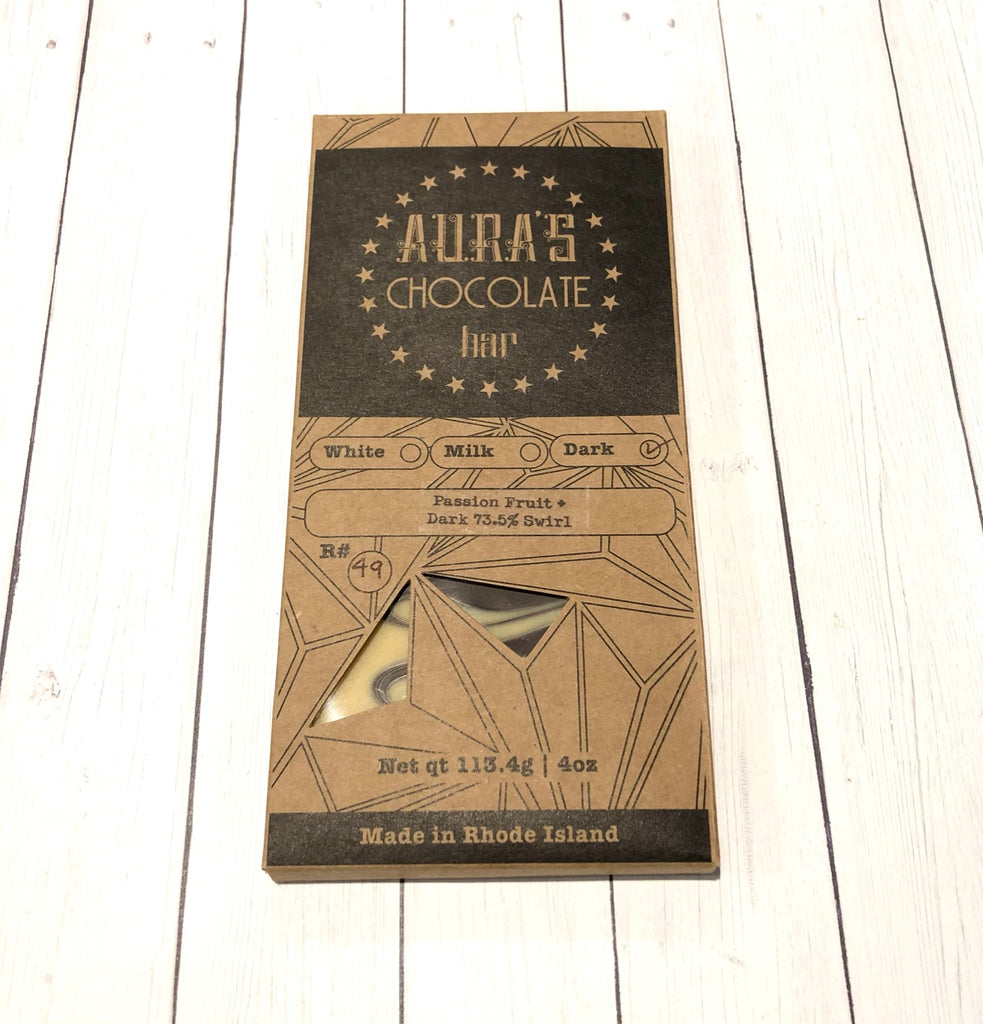 A.U.R.A'S
CHOCOLATE
bar
White Milk Dark
Passion Fruit +
Dark 73.5% Swirl
R#
49
Net qt 113.4g | 4oz
Made in Rhode Island